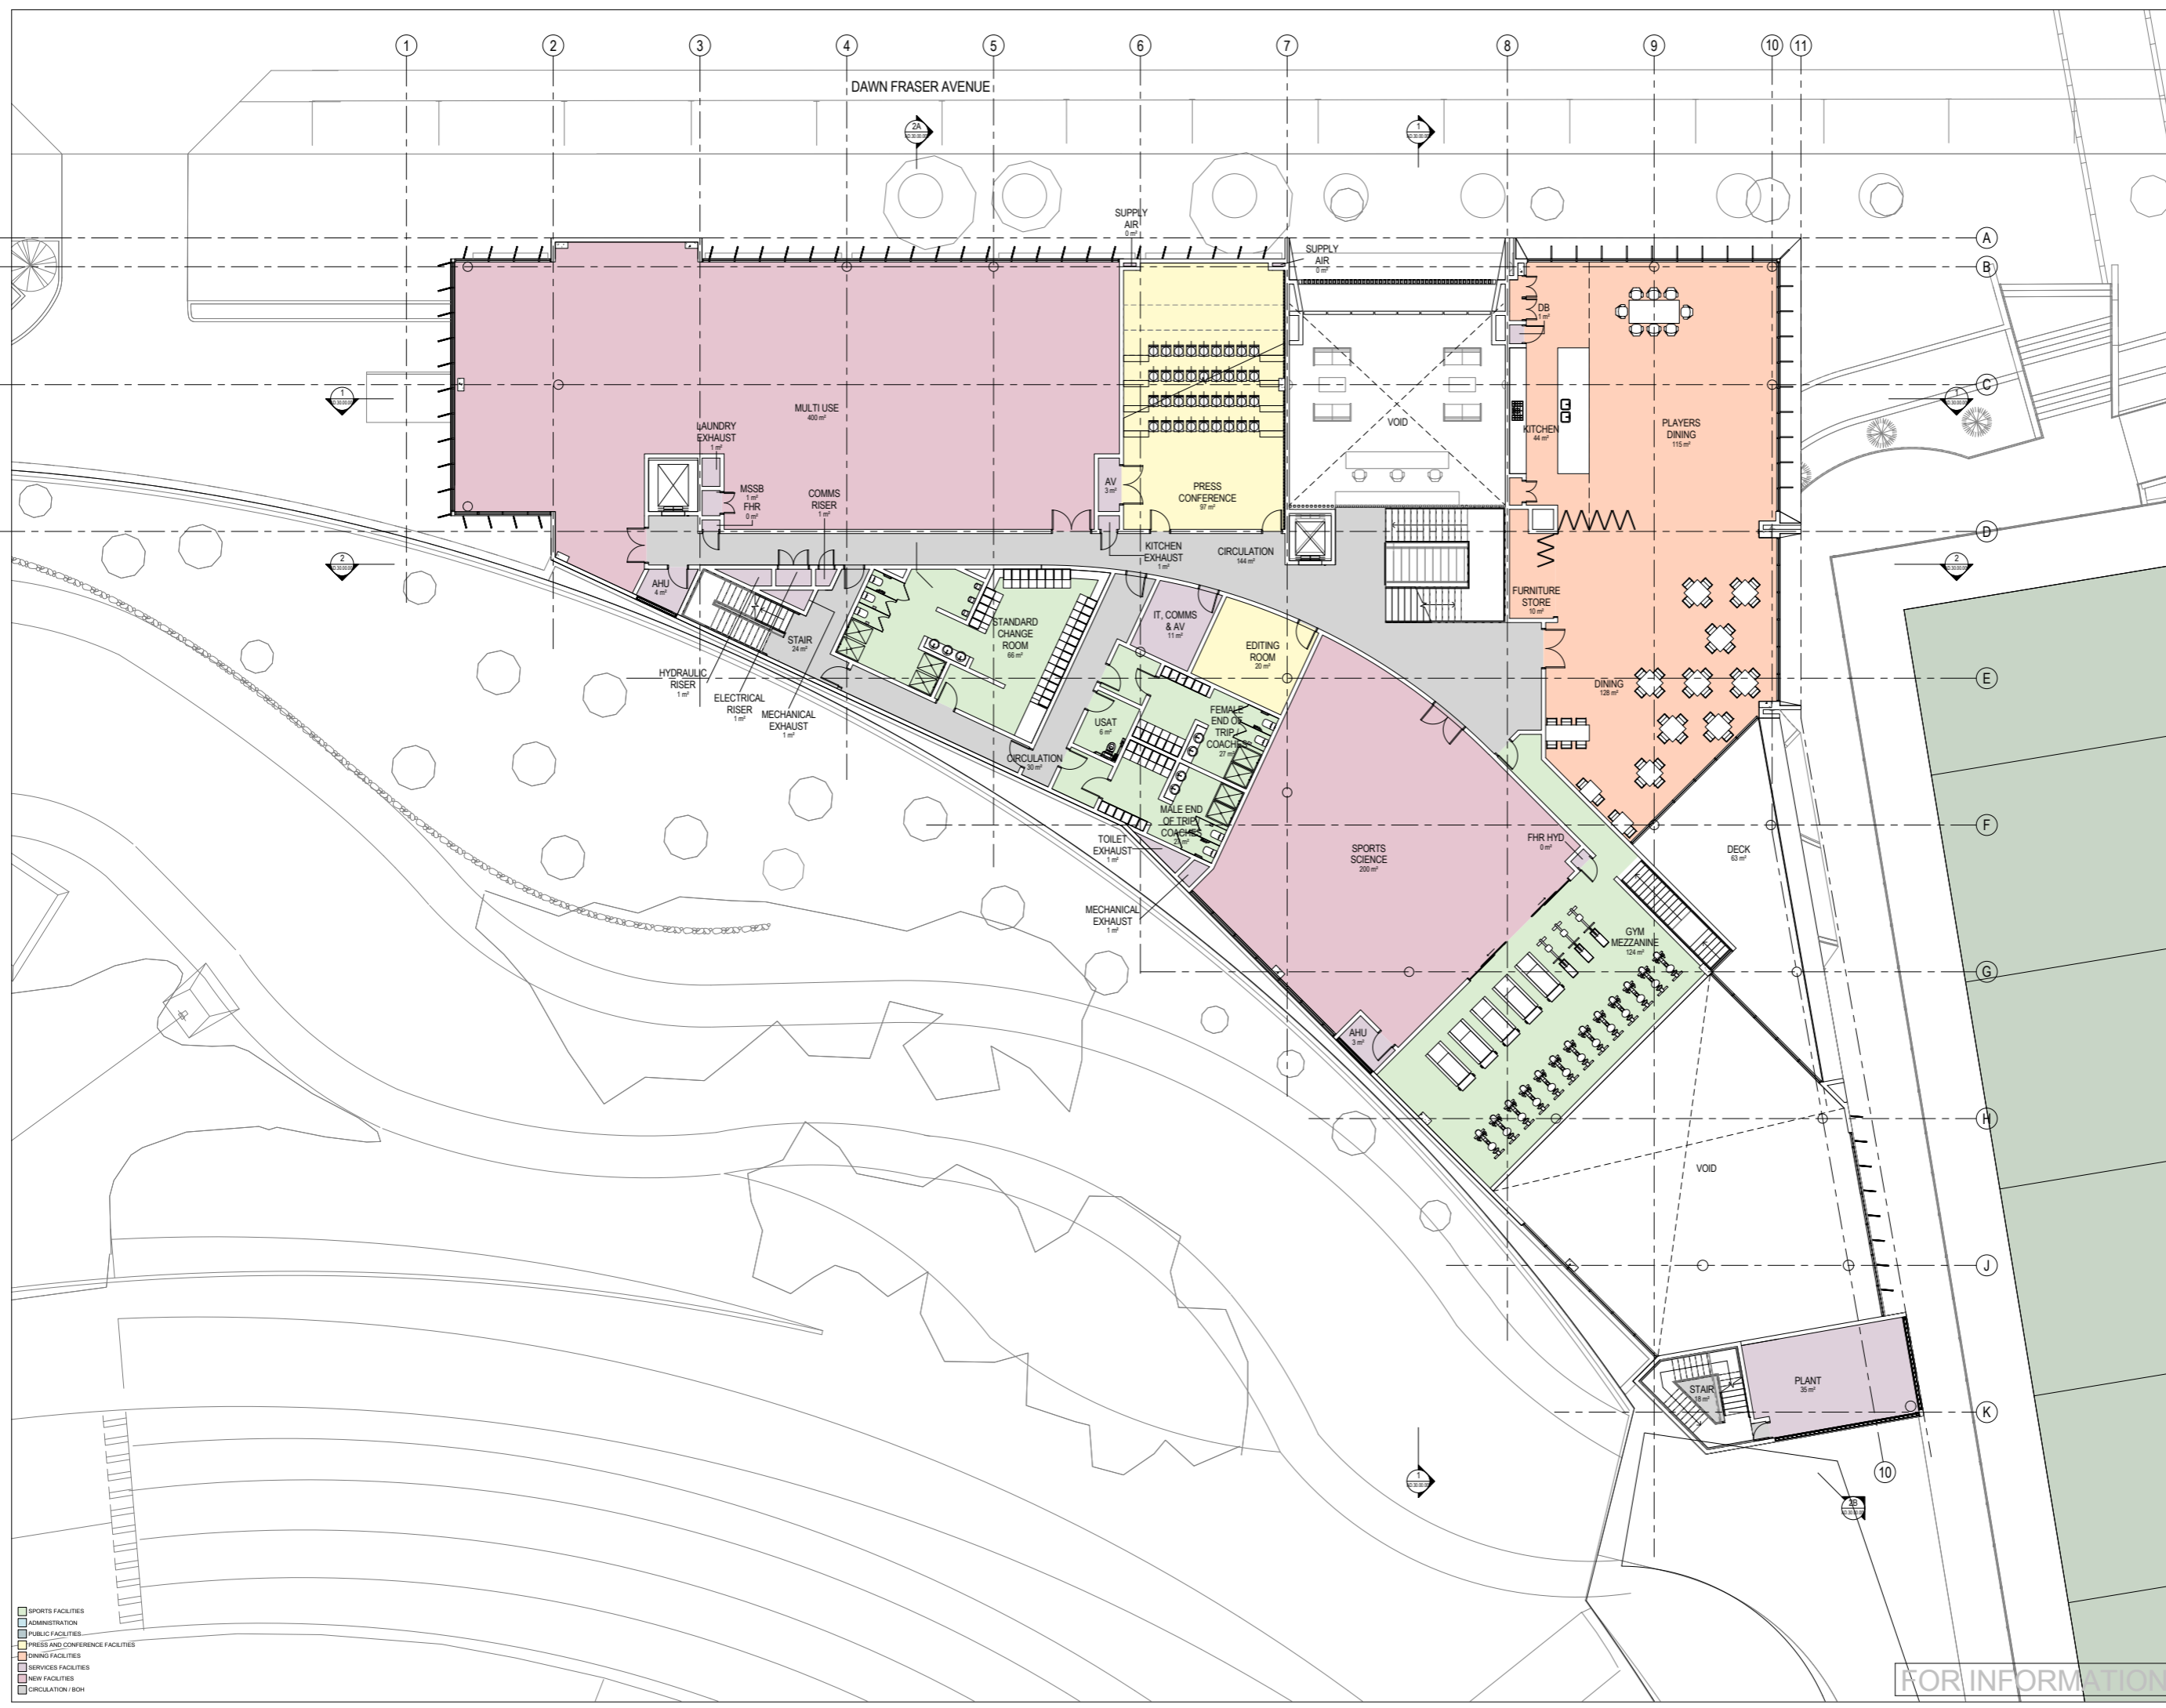 1
2
3
4
5
6
7
8
9
10
11
DAWN FRASER AVENUE
2A
1
SUPPLY
AIR
0 m²
SUPPLY
AIR
0 m²
A
B
DB
1 m²
C
1
1
MULTI USE
400 m²
VOID
KITCHEN
44 m²
PLAYERS
DINING
115 m²
LAUNDRY
EXHAUST
1 m²
MSSB
1 m²
FHR
0 m²
COMMS
RISER
1 m²
AV
3 m²
PRESS
CONFERENCE
97 m²
D
KITCHEN
EXHAUST
1 m²
CIRCULATION
144 m²
2
2
AHU
4 m²
FURNITURE
STORE
10 m²
STANDARD
CHANGE
ROOM
66 m²
IT, COMMS
& AV
11 m²
STAIR
24 m²
EDITING
ROOM
20 m²
HYDRAULIC
RISER
1 m²
ELECTRICAL
RISER
1 m²
MECHANICAL
EXHAUST
1 m²
DINING
128 m²
E
USAT
6 m²
FEMALE
END OF
TRIP /
COACHES
27 m²
CIRCULATION
30 m²
MALE END
OF TRIP/
COACHES
F
TOILET
EXHAUST
1 m²
SPORTS
SCIENCE
200 m²
FHR HYD
0 m²
DECK
63 m²
MECHANICAL
EXHAUST
1 m²
GYM
MEZZANINE
124 m²
G
AHU
3 m²
H
VOID
J
STAIR
18 m²
PLANT
35 m²
K
10
1
2B
SPORTS FACILITIES
ADMINISTRATION
PUBLIC FACILITIES
PRESS AND CONFERENCE FACILITIES
DINING FACILITIES
SERVICES FACILITIES
NEW FACILITIES
CIRCULATION / BOH
FOR INFORMATION